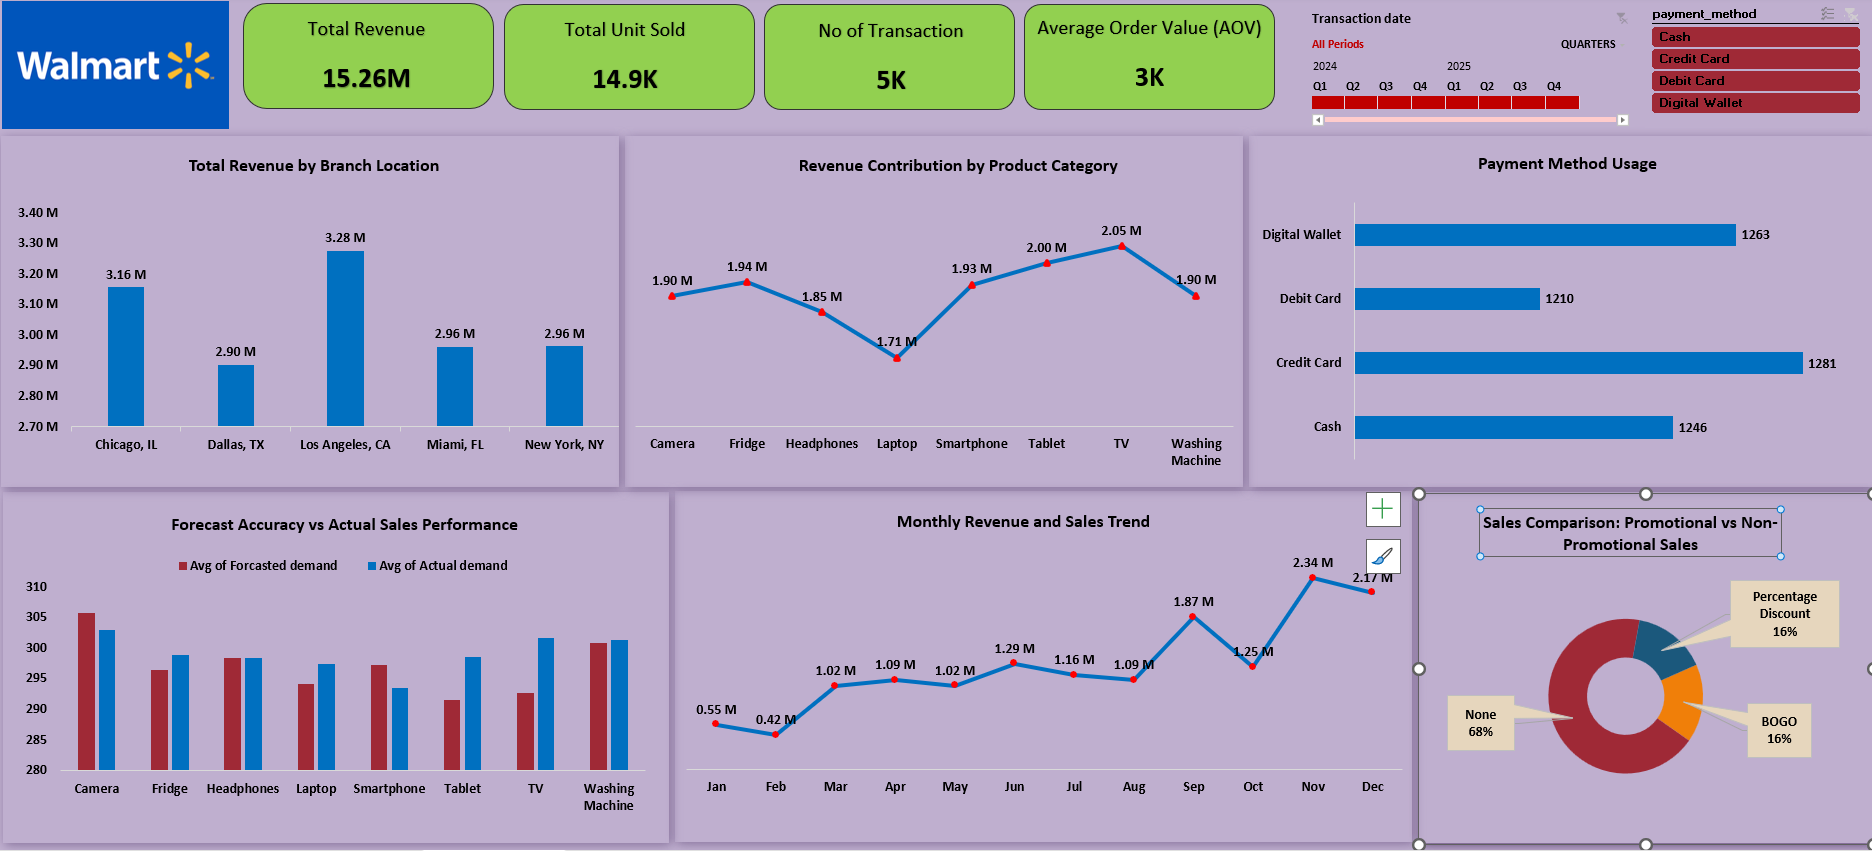 Walmart
Total Revenue
15.26M
Total Unit Sold
14.9K
No of Transaction
5K
Average Order Value (AOV)
3K
Transaction date
All Periods
QUARTERS
2024 2025
Q1 Q2 Q3 Q4 Q1 Q2 Q3 Q4
payment_method
Cash
Credit Card
Debit Card
Digital Wallet
Total Revenue by Branch Location
3.40 M
3.30 M
3.20 M
3.10 M
3.00 M
2.90 M
2.80 M
2.70 M
3.16 M
2.90 M
3.28 M
2.96 M
2.96 M
Chicago, IL
Dallas, TX
Los Angeles, CA
Miami, FL
New York, NY
Revenue Contribution by Product Category
1.90 M
1.94 M
1.85 M
1.71 M
1.93 M
2.00 M
2.05 M
1.90 M
Camera
Fridge
Headphones
Laptop
Smartphone
Tablet
TV
Washing
Machine
Payment Method Usage
Digital Wallet 1263
Debit Card 1210
Credit Card 1281
Cash 1246
Forecast Accuracy vs Actual Sales Performance
Avg of Forcasted demand
Avg of Actual demand
310
305
300
295
290
285
280
Camera
Fridge
Headphones
Laptop
Smartphone
Tablet
TV
Washing
Machine
Monthly Revenue and Sales Trend
0.55 M
0.42 M
1.02 M
1.09 M
1.02 M
1.29 M
1.16 M
1.09 M
1.87 M
1.25 M
2.34 M
2.17 M
Jan
Feb
Mar
Apr
May
Jun
Jul
Aug
Sep
Oct
Nov
Dec
Sales Comparison: Promotional vs Non-
Promotional Sales
Percentage
Discount
16%
None
68%
BOGO
16%